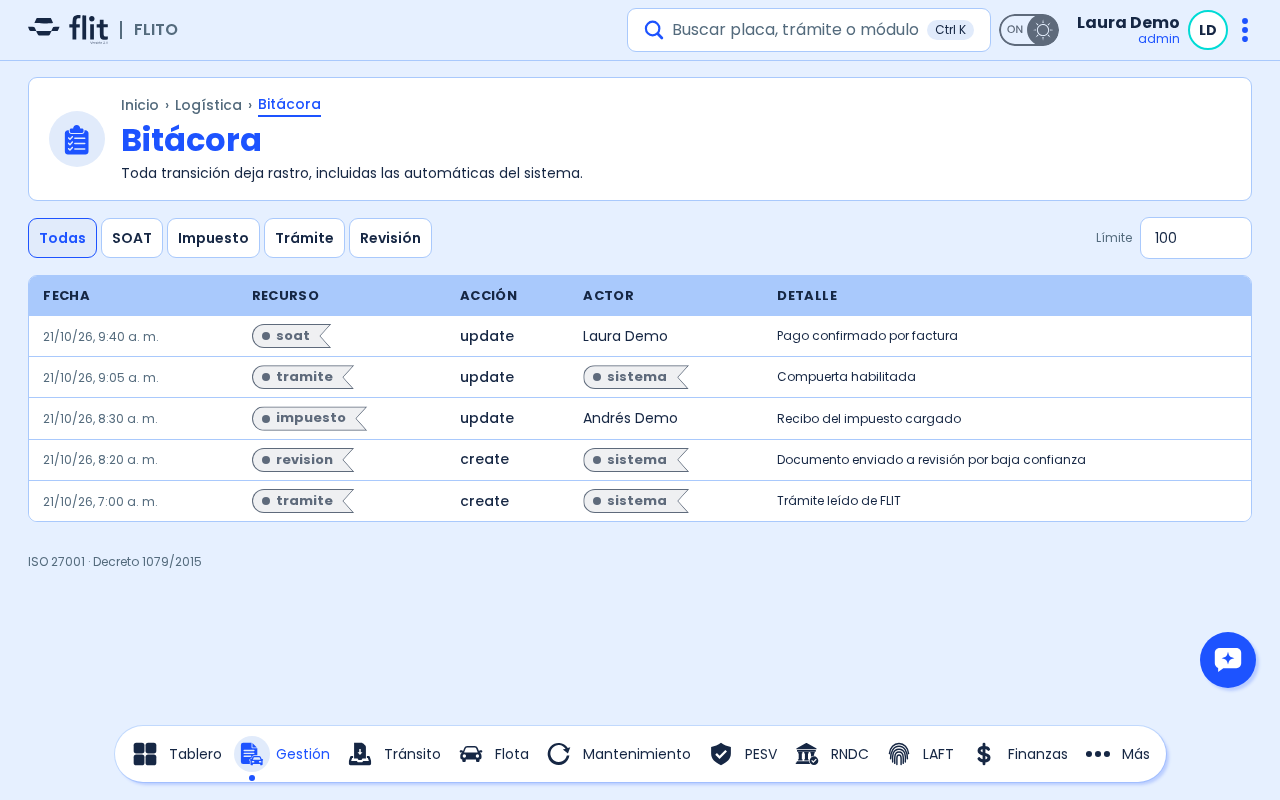 flit | FLITO
Buscar placa, trámite o módulo Ctrl K
ON
Laura Demo
admin
LD
Inicio › Logística › Bitácora
Bitácora
Toda transición deja rastro, incluidas las automáticas del sistema.
Todas SOAT Impuesto Trámite Revisión Límite 100
FECHA RECURSO ACCIÓN ACTOR DETALLE
21/10/26, 9:40 a. m. soat update Laura Demo Pago confirmado por factura
21/10/26, 9:05 a. m. tramite update sistema Compuerta habilitada
21/10/26, 8:30 a. m. impuesto update Andrés Demo Recibo del impuesto cargado
21/10/26, 8:20 a. m. revision create sistema Documento enviado a revisión por baja confianza
21/10/26, 7:00 a. m. tramite create sistema Trámite leído de FLIT
ISO 27001 · Decreto 1079/2015
Tablero Gestión Tránsito Flota Mantenimiento PESV RNDC LAFT Finanzas Más